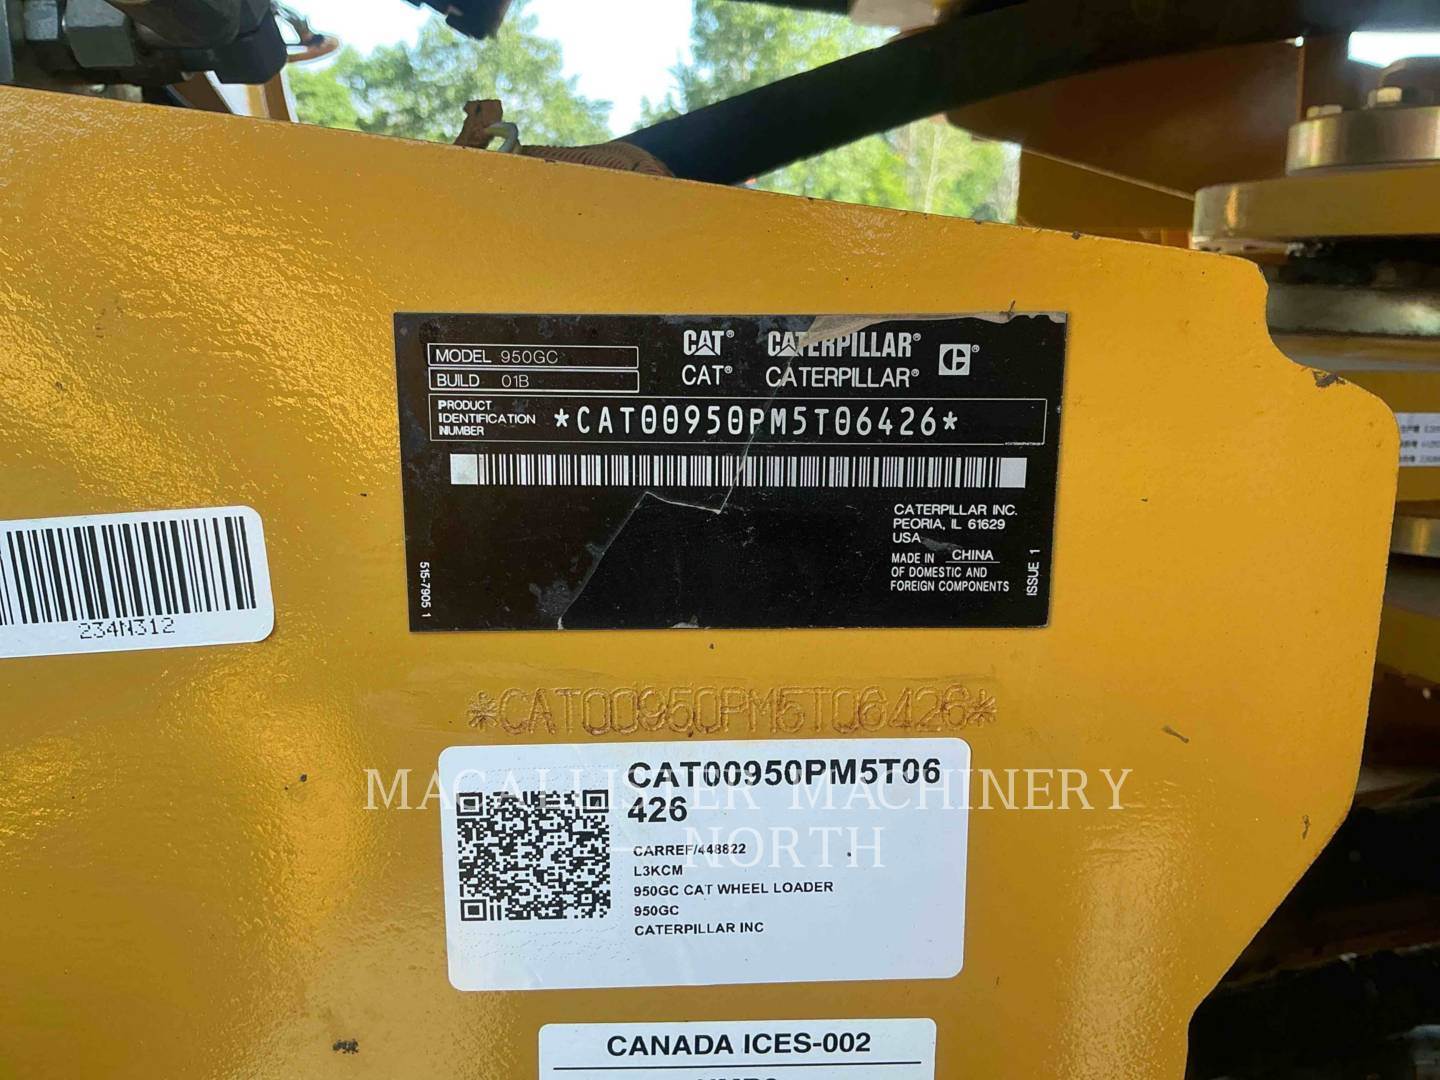 MODEL 950GC
BUILD 01B
CAT® CATERPILLAR® ®
CAT® CATERPILLAR®
PRODUCT
IDENTIFICATION
NUMBER
*CAT00950PM5T06426*
CATERPILLAR INC.
PEORIA, IL 61629
USA
MADE IN CHINA
OF DOMESTIC AND
FOREIGN COMPONENTS
ISSUE 1
515-7905 1
234N312
*CAT00950PM5T06426*
CAT00950PM5T06
426
CARREF/448822
L3KCM
950GC CAT WHEEL LOADER
950GC
CATERPILLAR INC
MACALLISTER MACHINERY
NORTH
CANADA ICES-002